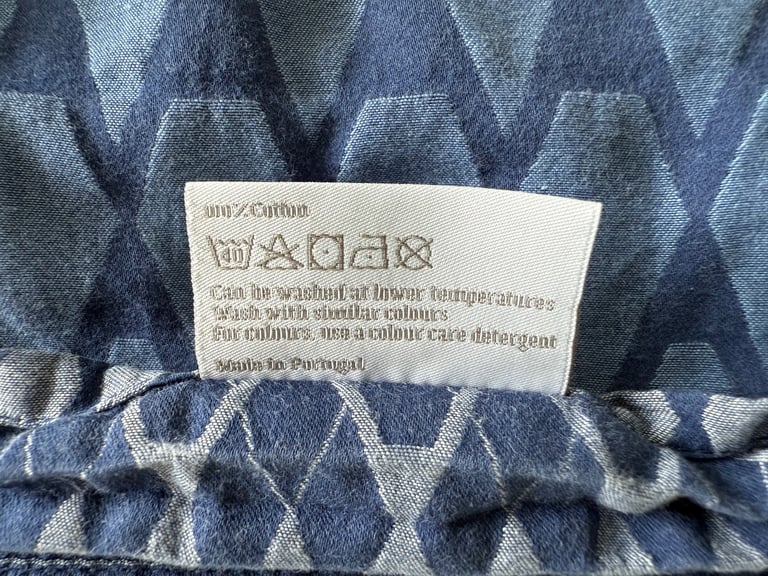 100% Cotton
Can be washed at lower temperatures
Wash with similar colours
For colours, use a colour care detergent
Made in Portugal